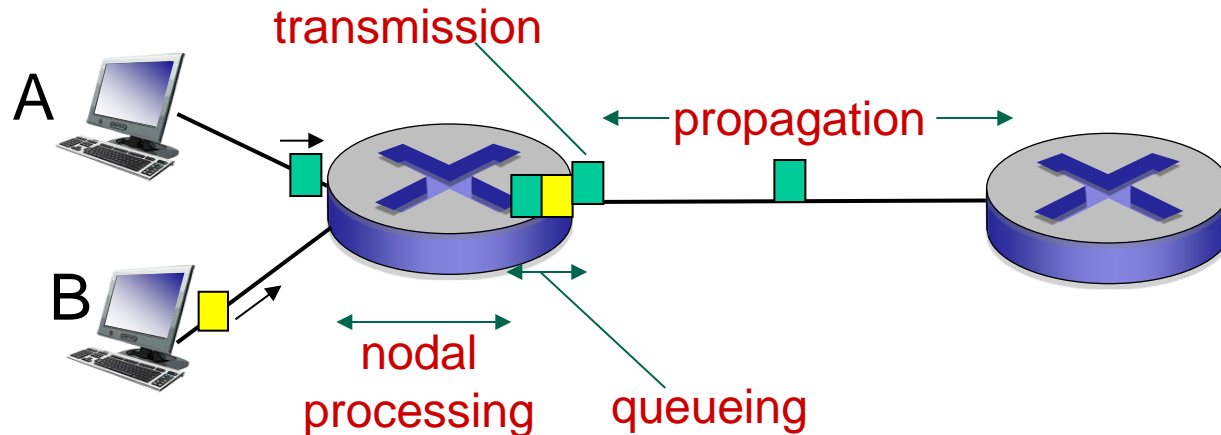 transmission
A
propagation
B
nodal
processing
queueing